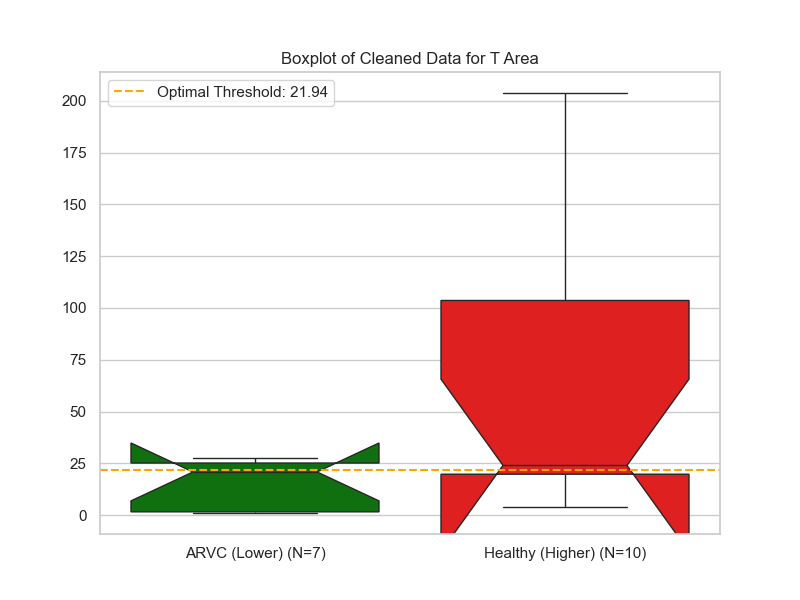 Boxplot of Cleaned Data for T Area
Optimal Threshold: 21.94
200
175
150
125
100
75
50
25
0
ARVC (Lower) (N=7)
Healthy (Higher) (N=10)